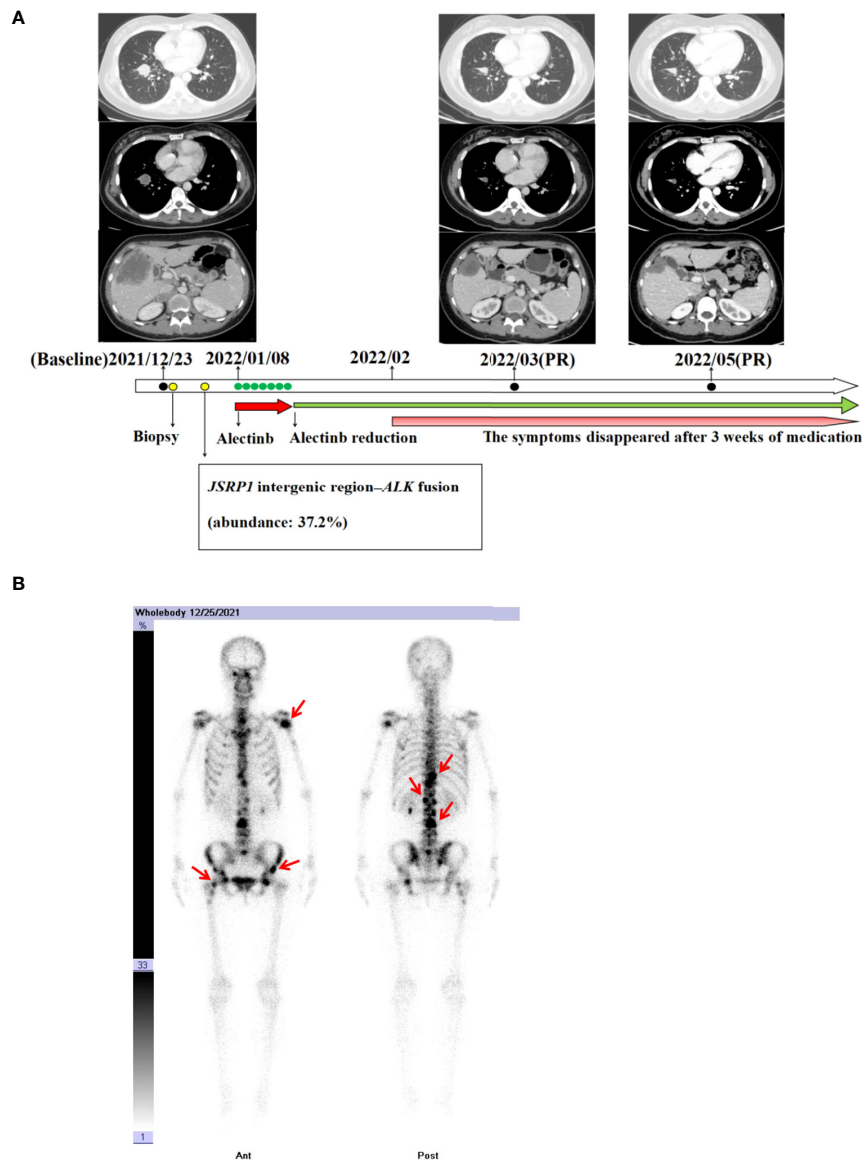 A
(Baseline)2021/12/23 2022/01/08 2022/02 2022/03(PR) 2022/05(PR)
Biopsy Alectinb Alectinb reduction The symptoms disappeared after 3 weeks of medication
JSRP1 intergenic region–ALK fusion
(abundance: 37.2%)
B
Wholebody 12/25/2021
%
33
1
Ant Post